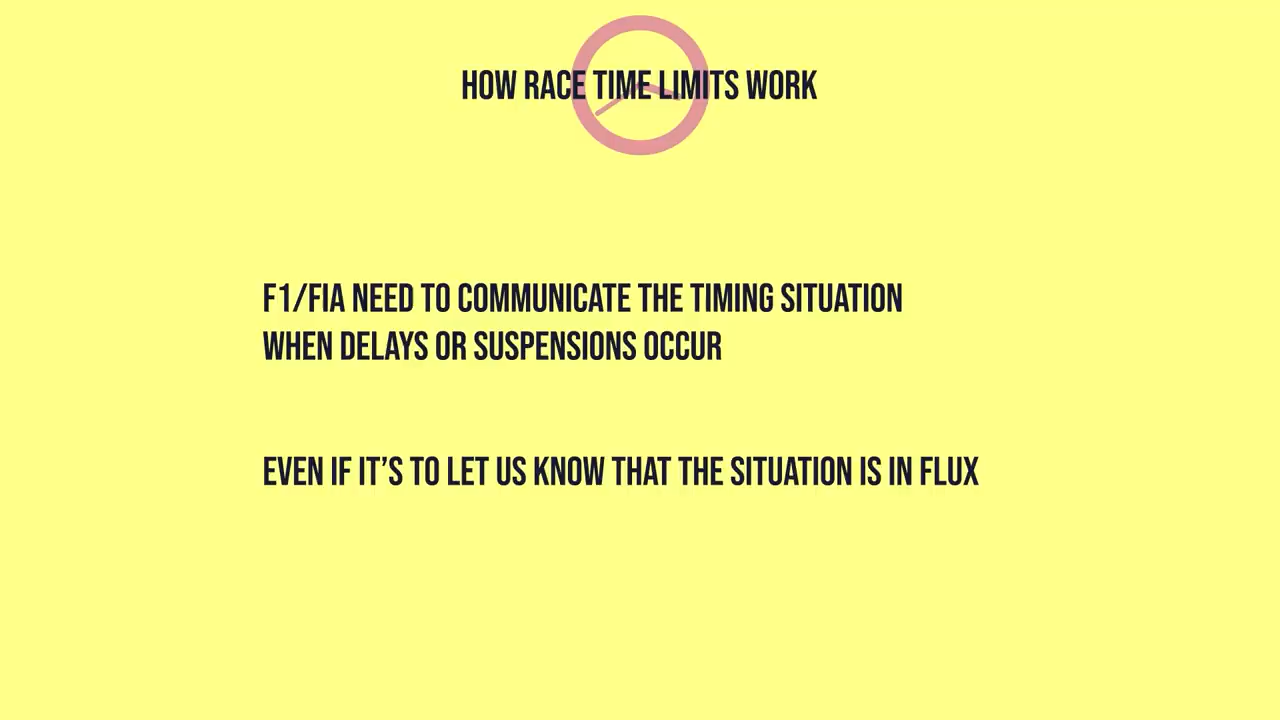 HOW RACE TIME LIMITS WORK
F1/FIA NEED TO COMMUNICATE THE TIMING SITUATION
WHEN DELAYS OR SUSPENSIONS OCCUR
EVEN IF IT’S TO LET US KNOW THAT THE SITUATION IS IN FLUX